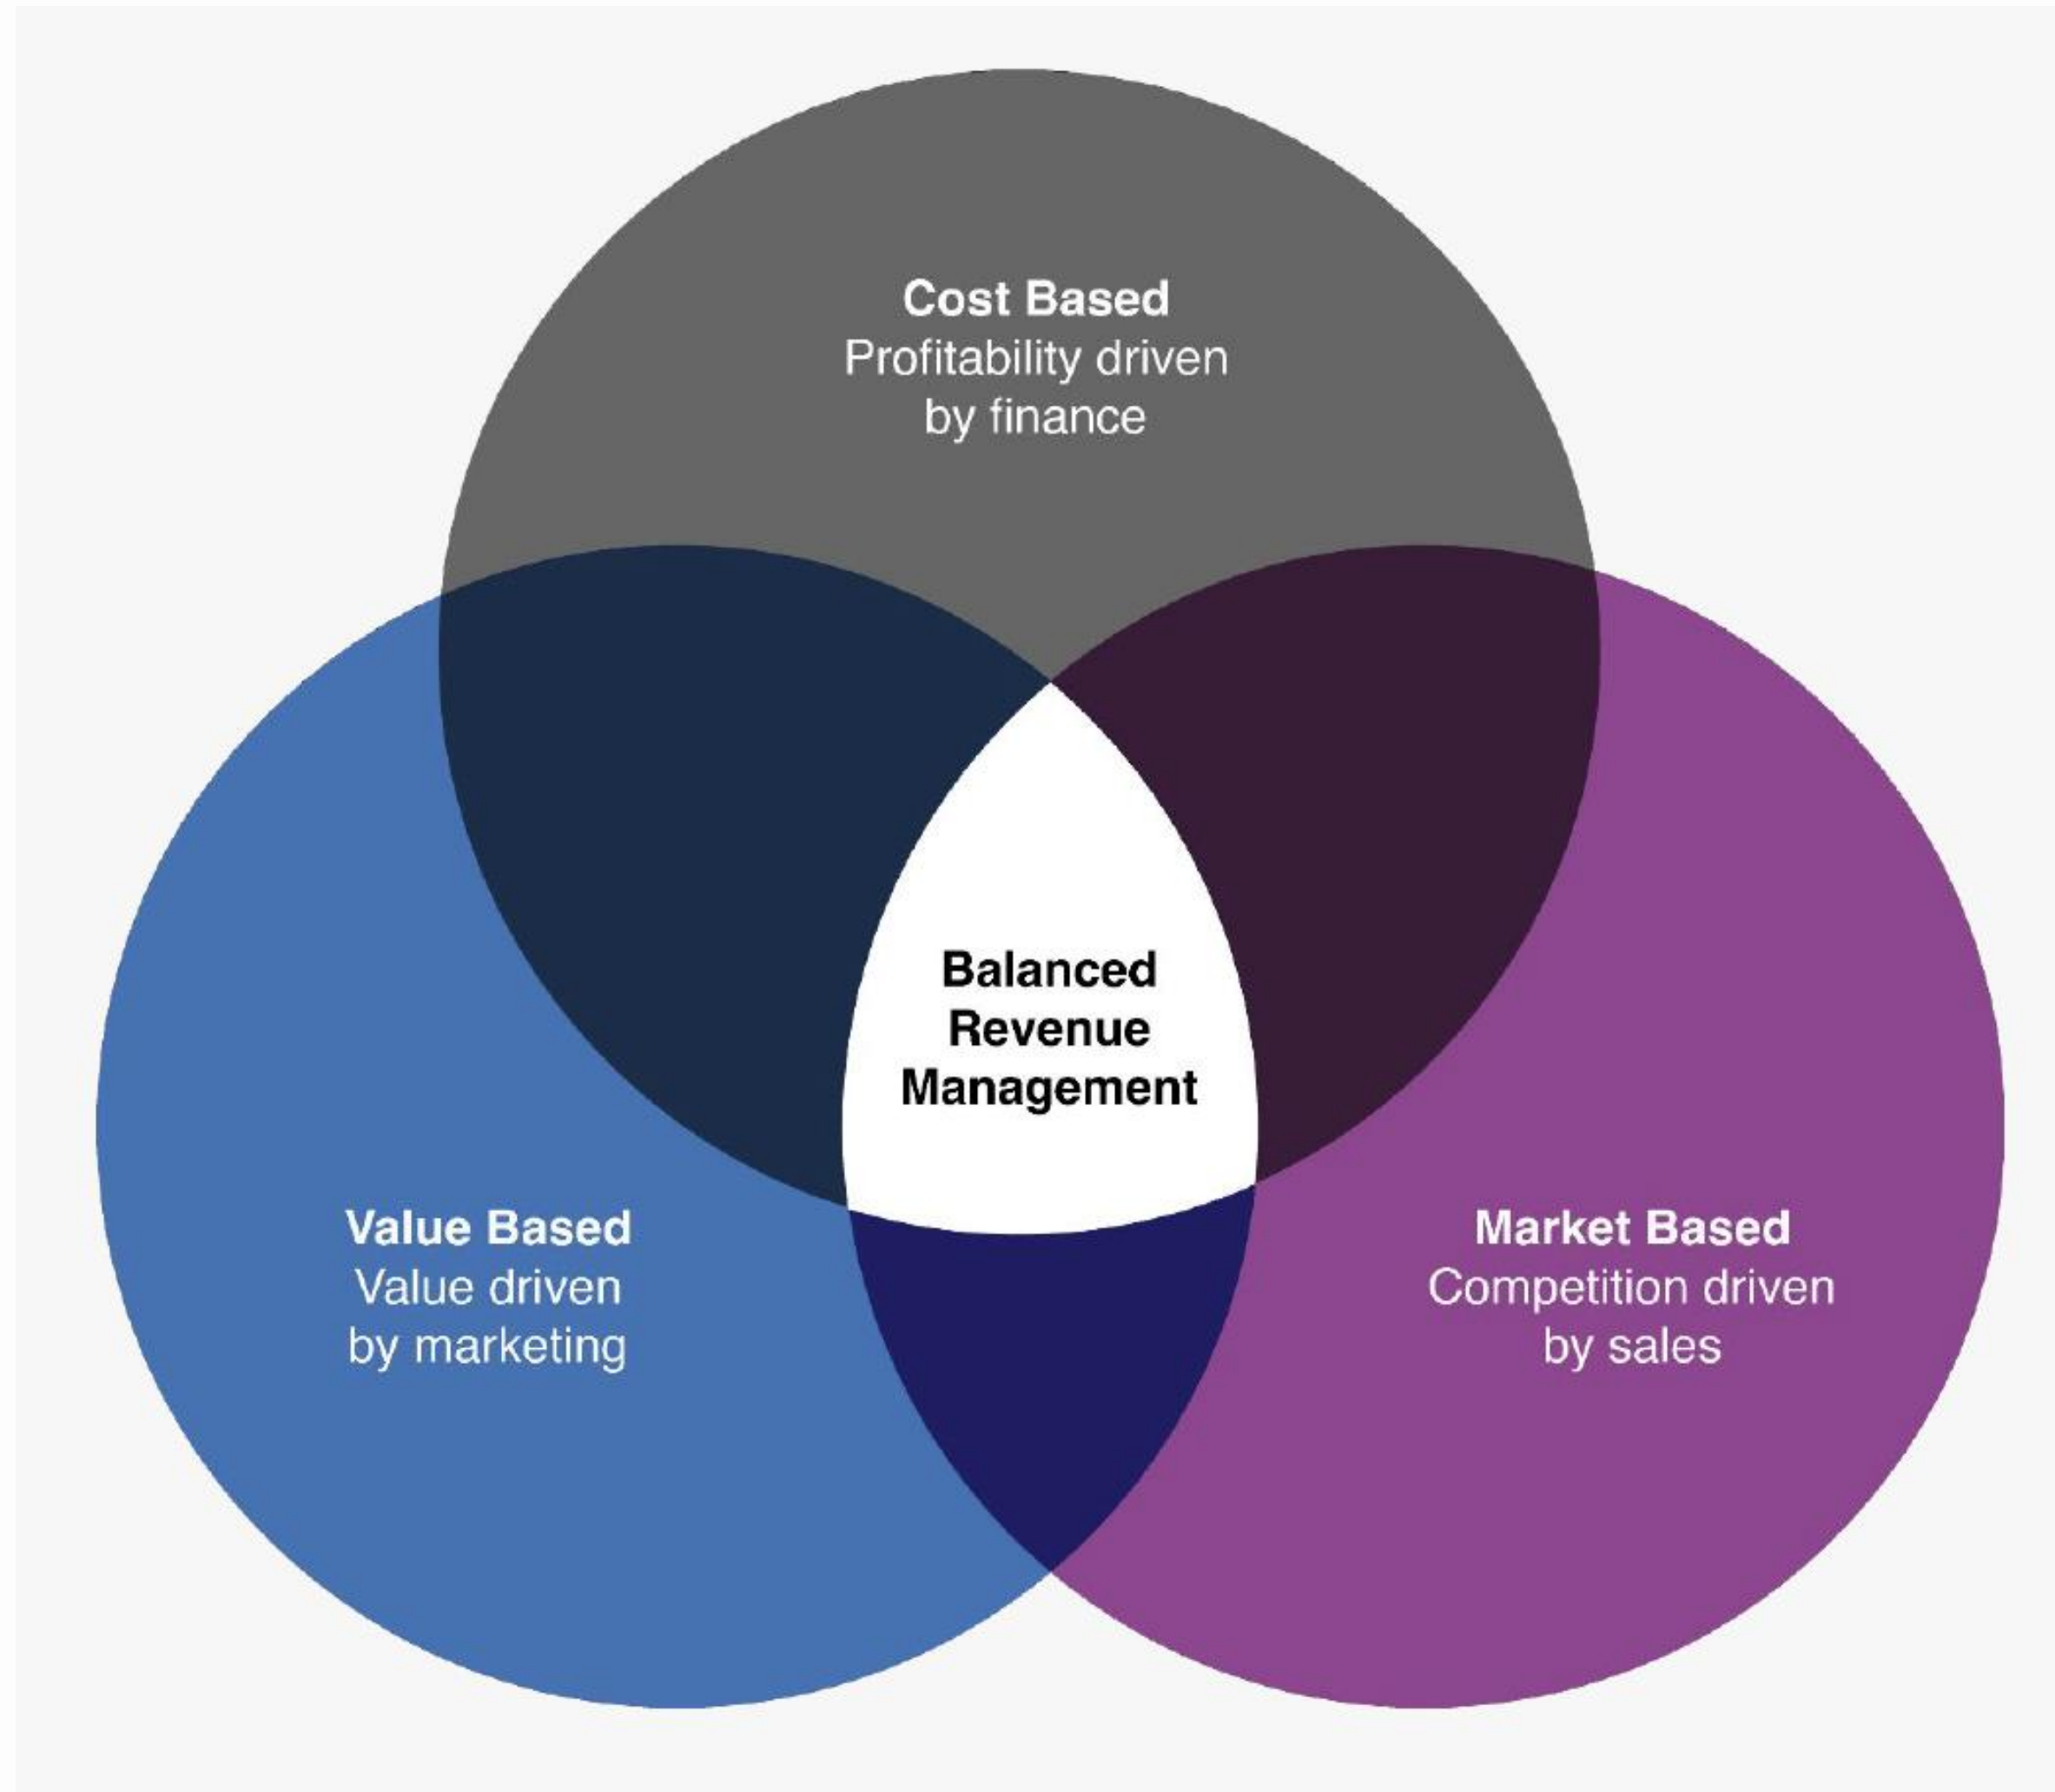 Cost Based
Profitability driven
by finance
Balanced
Revenue
Management
Value Based
Value driven
by marketing
Market Based
Competition driven
by sales